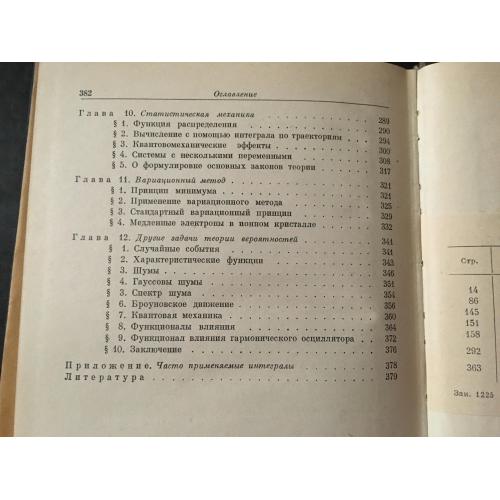 382 Оглавление
Глава 10. Статистическая механика 289
§ 1. Функция распределения 290
§ 2. Вычисление с помощью интеграла по траекториям 294
§ 3. Квантовомеханические эффекты 300
§ 4. Системы с несколькими переменными 308
§ 5. О формулировке основных законов теории 317
Глава 11. Вариационный метод 321
§ 1. Принцип минимума 321
§ 2. Применение вариационного метода 325
§ 3. Стандартный вариационный принцип 329
§ 4. Медленные электроны в ионном кристалле 332
Глава 12. Другие задачи теории вероятностей 341
§ 1. Случайные события 341
§ 2. Характеристические функции 343
§ 3. Шумы 346
§ 4. Гауссовы шумы 351
§ 5. Спектр шума 354
§ 6. Броуновское движение 356
§ 7. Квантовая механика 360
§ 8. Функционалы влияния 364
§ 9. Функционал влияния гармонического осциллятора 372
§ 10. Заключение 376
Приложение. Часто применяемые интегралы 378
Литература 379
Стр.
14
86
145
151
158
292
363
Зак. 1225